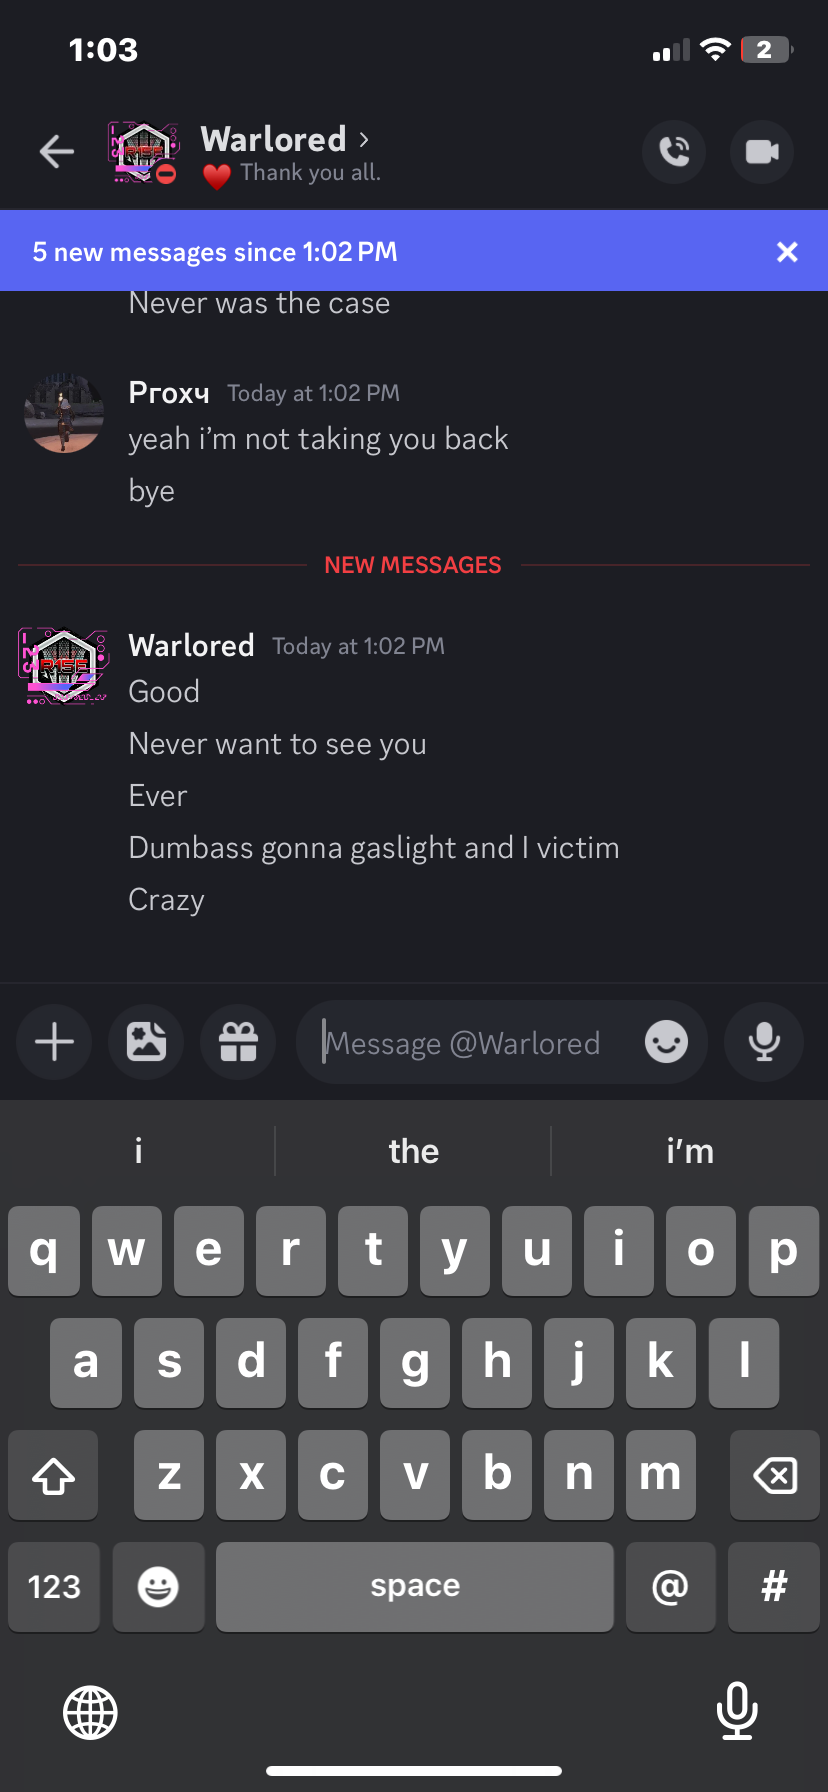 1:03
2
Warlored
Thank you all.
5 new messages since 1:02 PM
Never was the case
Proxч Today at 1:02 PM
yeah i’m not taking you back
bye
NEW MESSAGES
R1SE
Warlored Today at 1:02 PM
Good
Never want to see you
Ever
Dumbass gonna gaslight and I victim
Crazy
Message @Warlored
i the i’m
q w e r t y u i o p
a s d f g h j k l
z x c v b n m
123 space @ #